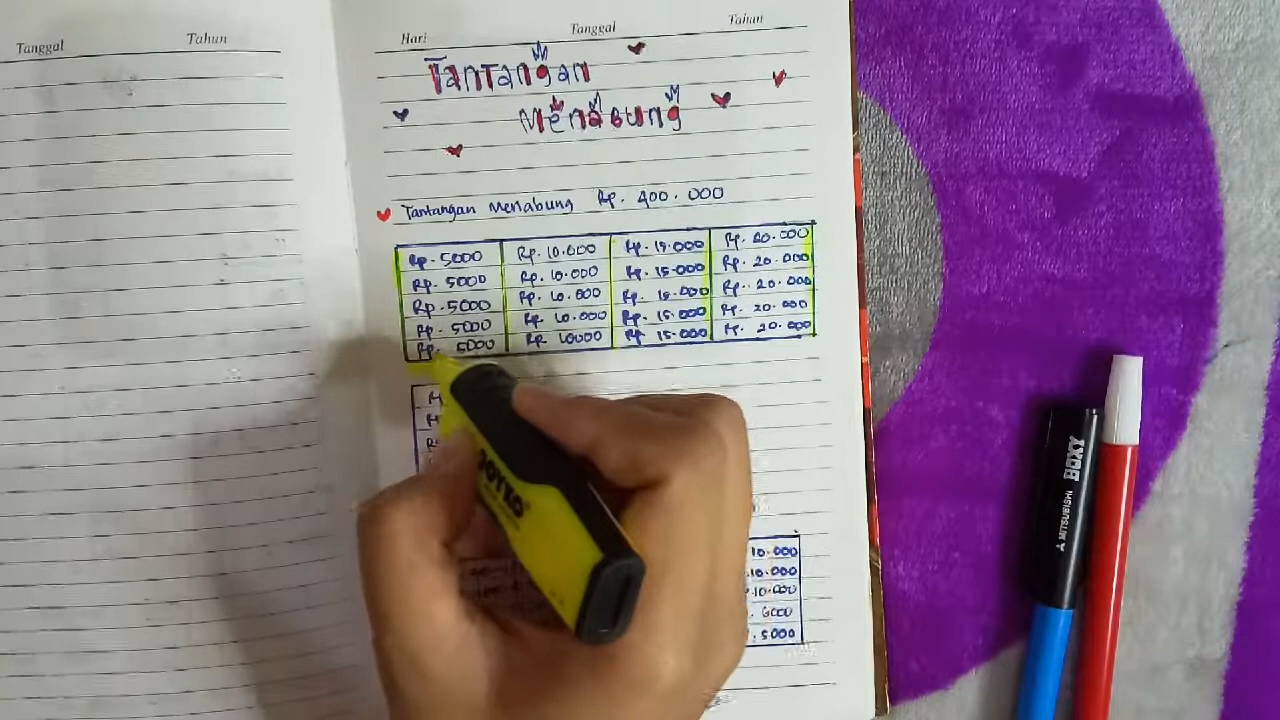 Tanggal Tahun
Hari Tanggal Tahun
Tantangan
Menabung
Tantangan Menabung Rp. 400.000
Rp. 5000 Rp. 10.000 Rp. 15.000 Rp. 20.000
Rp. 5000 Rp. 10.000 Rp. 15.000 Rp. 20.000
Rp. 5000 Rp. 10.000 Rp. 15.000 Rp. 20.000
Rp. 5000 Rp. 10.000 Rp. 15.000 Rp. 20.000
Rp. 5000 Rp 10000 Rp 15.000 Rp. 20.000
JOYKO
10.000
.10.000
.10.000
. 6000
. 5000
MITSUBISHI BOXY